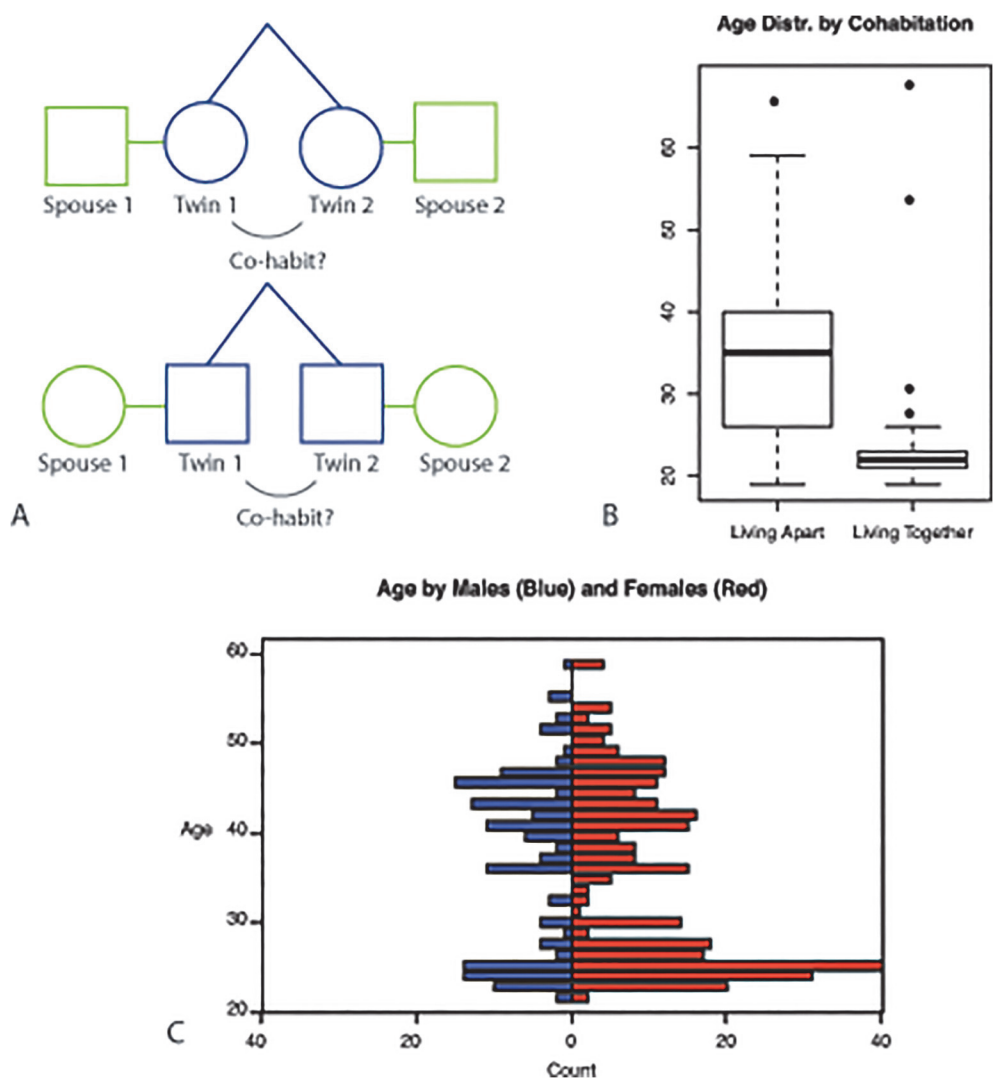 Spouse 1 Twin 1 Twin 2 Spouse 2
Co-habit?
Spouse 1 Twin 1 Twin 2 Spouse 2
Co-habit?
A
Age Distr. by Cohabitation
60
50
40
30
20
Living Apart Living Together
B
Age by Males (Blue) and Females (Red)
60
50
Age 40
30
20
40 20 0 20 40
Count
C